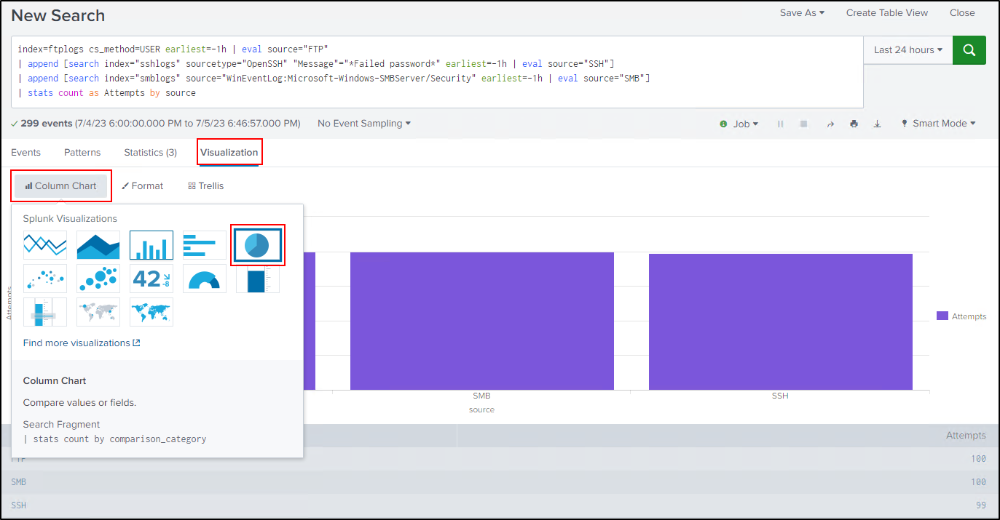 New Search
Save As ▾ Create Table View Close
index=ftplogs cs_method=USER earliest=-1h | eval source="FTP"
| append [search index="sshlogs" sourcetype="OpenSSH" "Message"="*Failed password*" earliest=-1h | eval source="SSH"]
| append [search index="smblogs" source="WinEventLog:Microsoft-Windows-SMBServer/Security" earliest=-1h | eval source="SMB"]
| stats count as Attempts by source
Last 24 hours ▾
✓ 299 events (7/4/23 6:00:00.000 PM to 7/5/23 6:46:57.000 PM) No Event Sampling ▾
Job ▾ Smart Mode ▾
Events Patterns Statistics (3) Visualization
Column Chart Format Trellis
Splunk Visualizations
42 -8
Find more visualizations
Column Chart
Compare values or fields.
Search Fragment
| stats count by comparison_category
Attempts
SMB
SSH
source
Attempts
Attempts
FTP 100
SMB 100
SSH 99